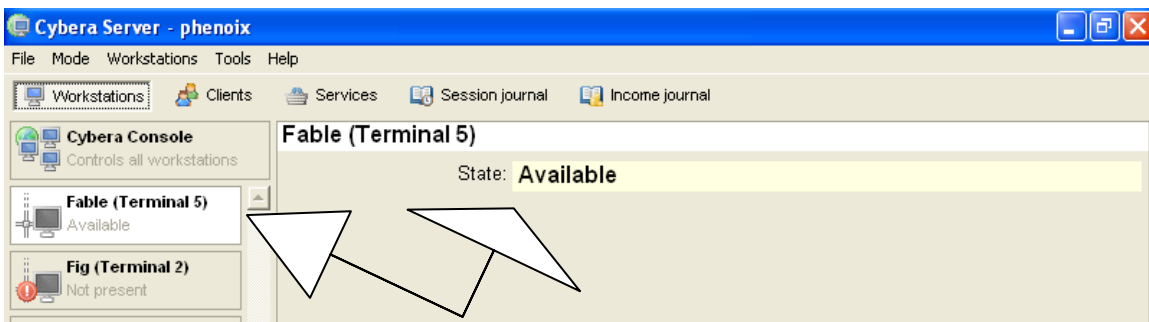 Cybera Server - phenoix
File Mode Workstations Tools Help
Workstations Clients Services Session journal Income journal
Cybera Console
Controls all workstations
Fable (Terminal 5)
Available
Fig (Terminal 2)
Not present
Fable (Terminal 5)
State: Available